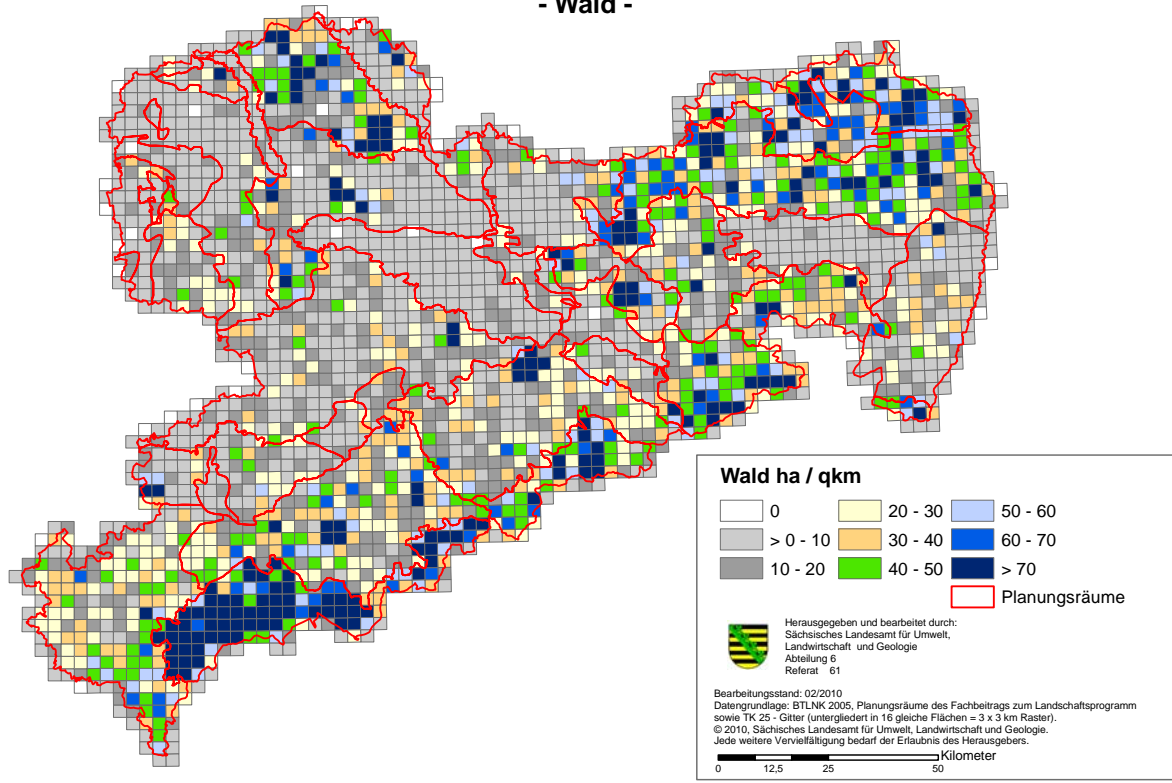 - Wald -
Wald ha / qkm
0
> 0 - 10
10 - 20
20 - 30
30 - 40
40 - 50
50 - 60
60 - 70
> 70
Planungsräume
Herausgegeben und bearbeitet durch:
Sächsisches Landesamt für Umwelt,
Landwirtschaft und Geologie
Abteilung 6
Referat 61
Bearbeitungsstand: 02/2010
Datengrundlage: BTLNK 2005, Planungsräume des Fachbeitrags zum Landschaftsprogramm
sowie TK 25 - Gitter (untergliedert in 16 gleiche Flächen = 3 x 3 km Raster).
© 2010, Sächsisches Landesamt für Umwelt, Landwirtschaft und Geologie.
Jede weitere Vervielfältigung bedarf der Erlaubnis des Herausgebers.
Kilometer
0 12,5 25 50